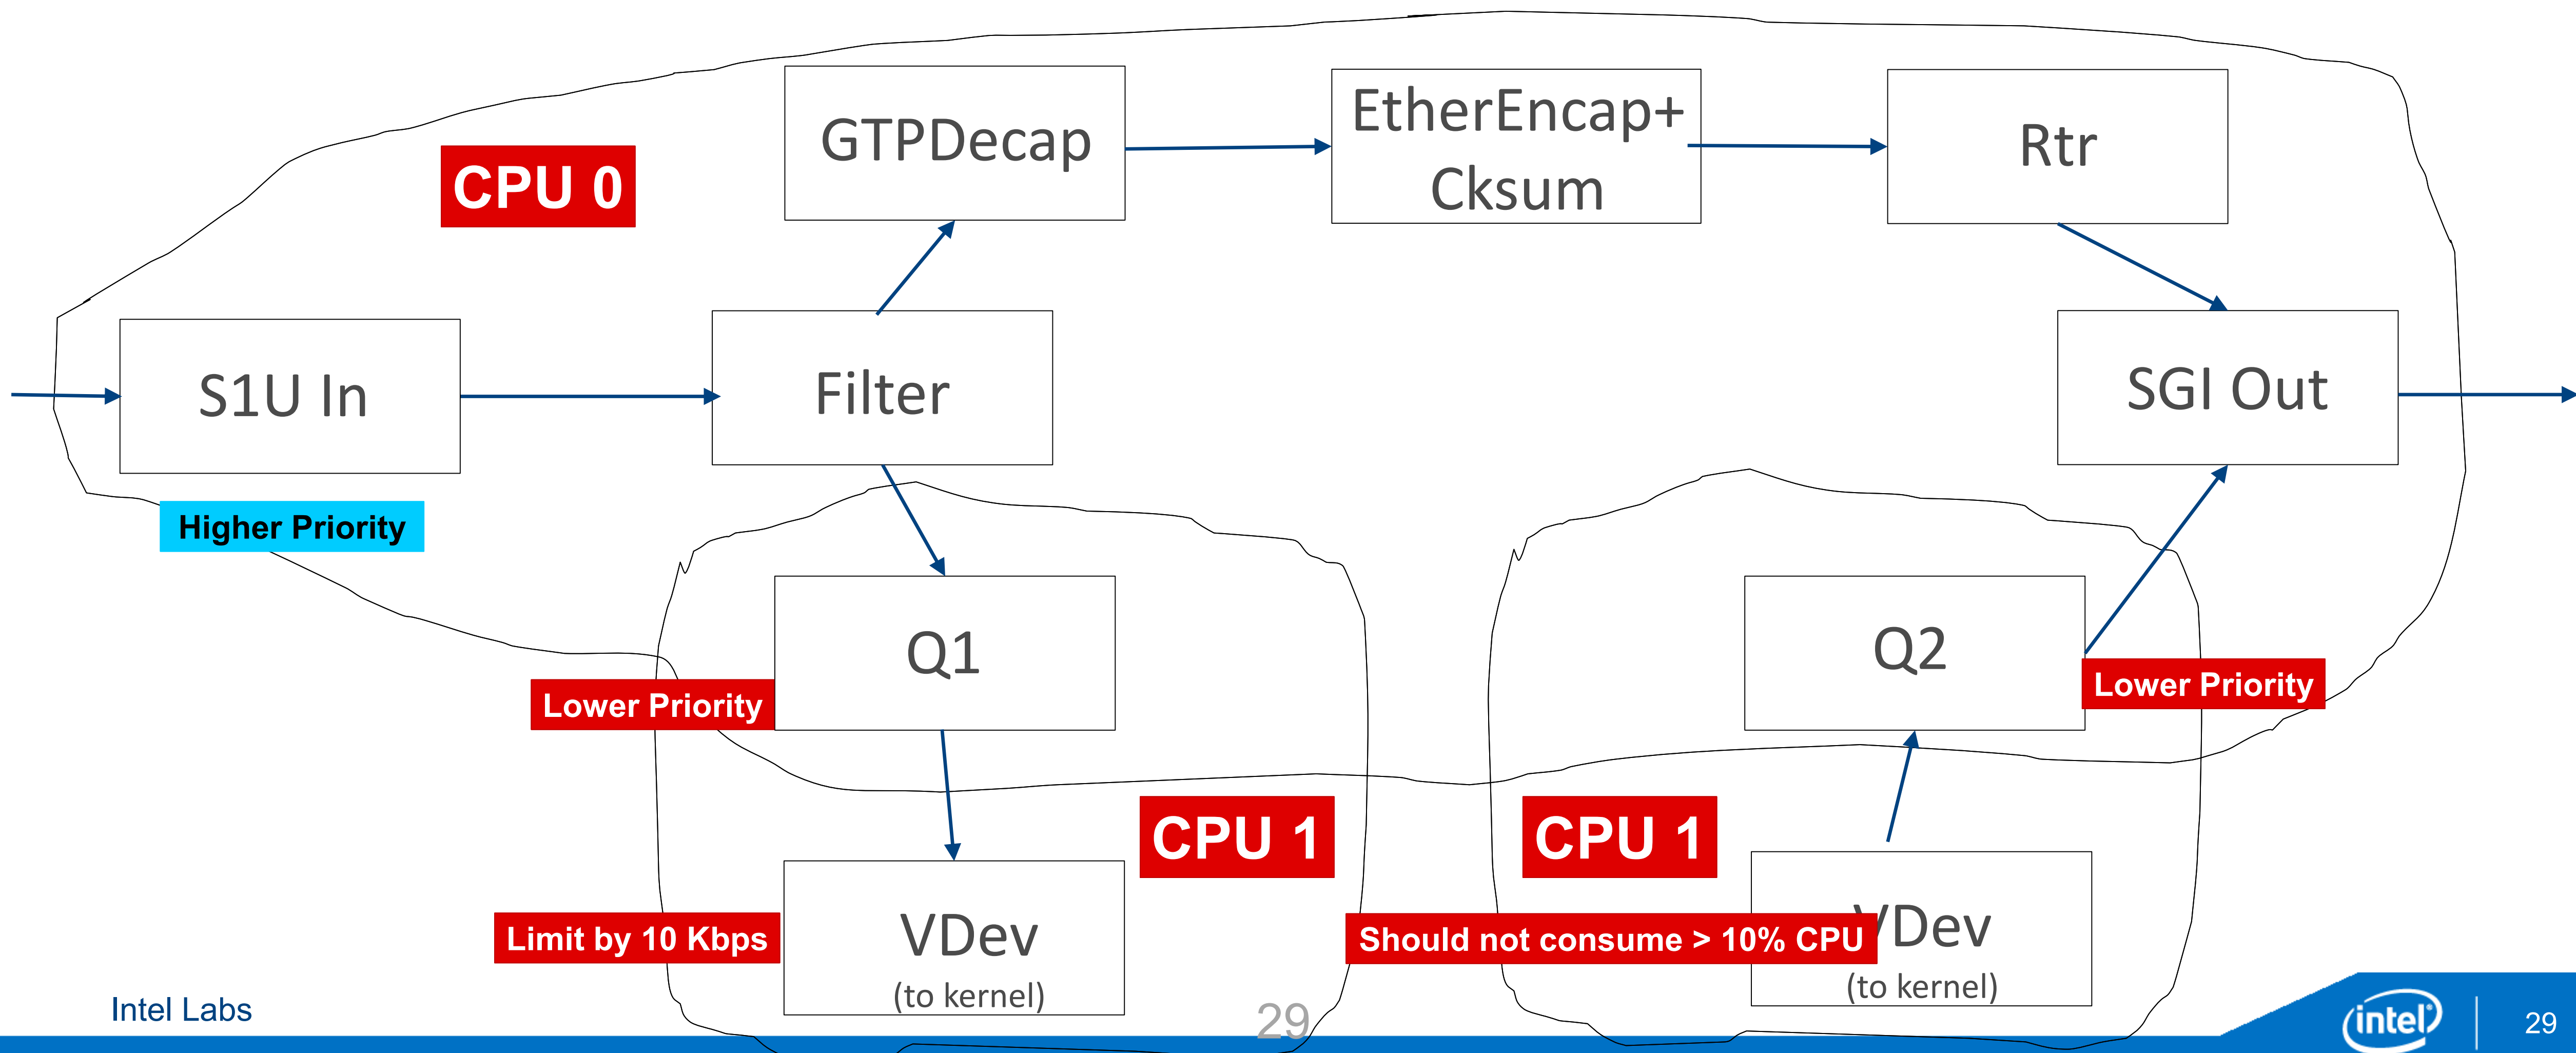 GTPDecap
EtherEncap+
Cksum
Rtr
CPU 0
S1U In
Filter
SGI Out
Higher Priority
Q1
Q2
Lower Priority
Lower Priority
CPU 1
CPU 1
Limit by 10 Kbps
VDev
(to kernel)
Should not consume > 10% CPU
VDev
(to kernel)
Intel Labs
29
intel
29